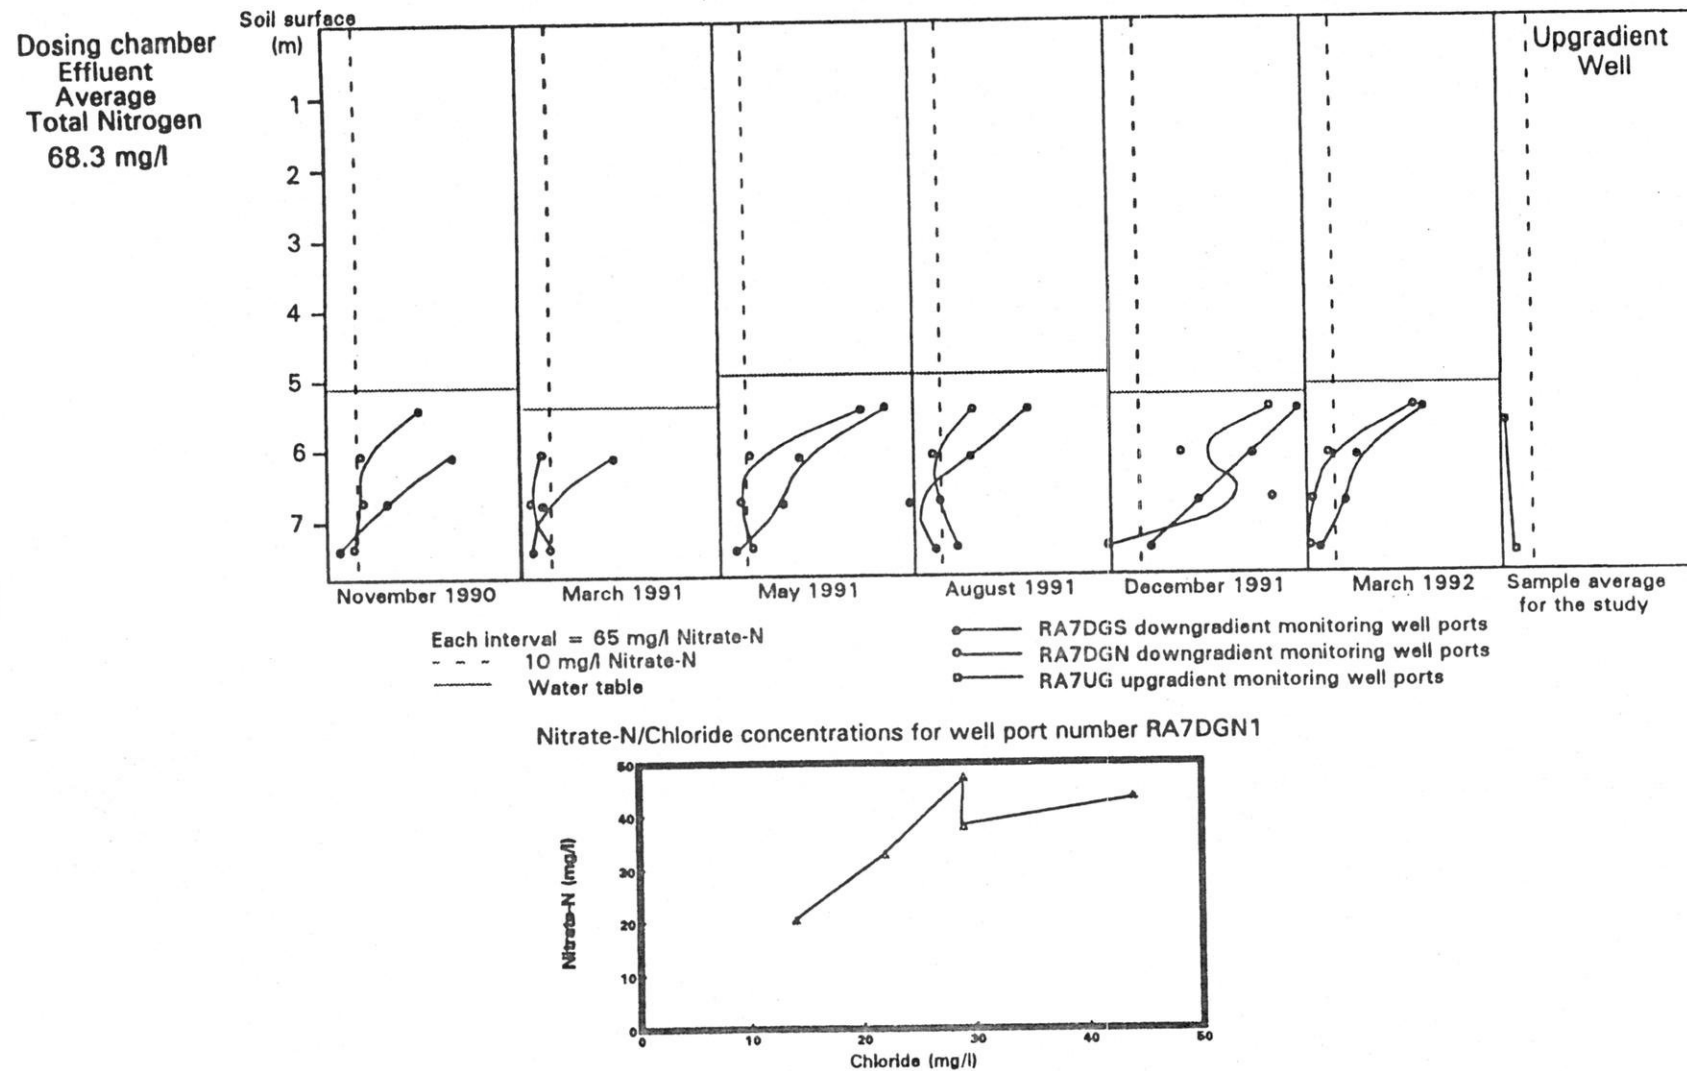 Dosing chamber
Effluent
Average
Total Nitrogen
68.3 mg/l
Soil surface
(m)
1
2
3
4
5
6
7
Upgradient
Well
November 1990
March 1991
May 1991
August 1991
December 1991
March 1992
Sample average
for the study
Each interval = 65 mg/l Nitrate-N
- - - - 10 mg/l Nitrate-N
Water table
RA7DGS downgradient monitoring well ports
RA7DGN downgradient monitoring well ports
RA7UG upgradient monitoring well ports
Nitrate-N/Chloride concentrations for well port number RA7DGN1
Nitrate-N (mg/l)
50
40
30
20
10
0
0 10 20 30 40 50
Chloride (mg/l)